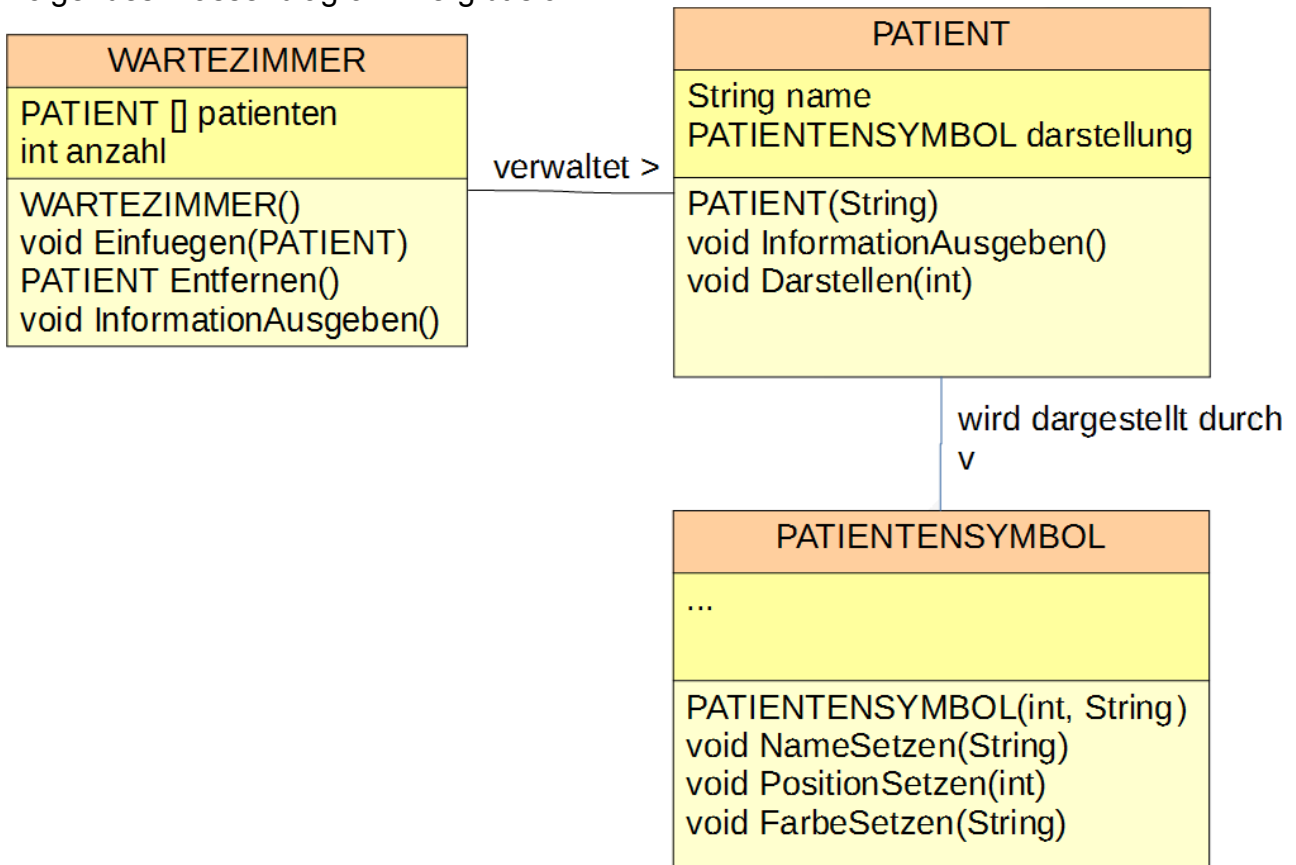 WARTEZIMMER
PATIENT [] patienten
int anzahl
WARTEZIMMER()
void Einfuegen(PATIENT)
PATIENT Entfernen()
void InformationAusgeben()
verwaltet >
PATIENT
String name
PATIENTENSYMBOL darstellung
PATIENT(String)
void InformationAusgeben()
void Darstellen(int)
wird dargestellt durch
v
PATIENTENSYMBOL
...
PATIENTENSYMBOL(int, String)
void NameSetzen(String)
void PositionSetzen(int)
void FarbeSetzen(String)